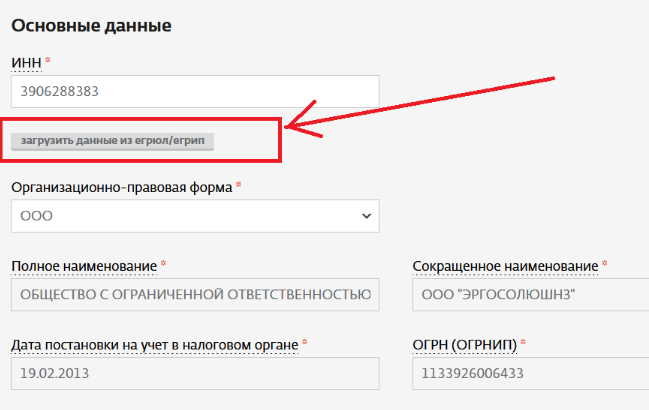 Основные данные
ИНН *
3906288383
загрузить данные из егрюл/егрип
Организационно-правовая форма *
ООО
Полное наименование *
Сокращенное наименование *
ОБЩЕСТВО С ОГРАНИЧЕННОЙ ОТВЕТСТВЕННОСТЬЮ
ООО "ЭРГОСОЛЮШНЗ"
Дата постановки на учет в налоговом органе *
ОГРН (ОГРНИП) *
19.02.2013
1133926006433